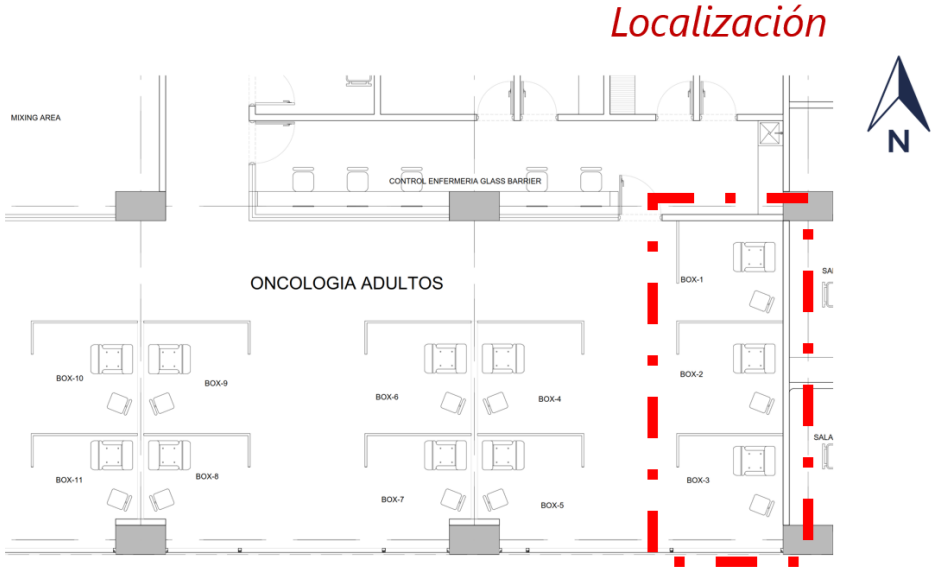 Localización
N
MIXING AREA
CONTROL ENFERMERIA GLASS BARRIER
ONCOLOGIA ADULTOS
BOX-1
BOX-2
BOX-3
BOX-10
BOX-9
BOX-6
BOX-4
BOX-11
BOX-8
BOX-7
BOX-5
SA
SALA